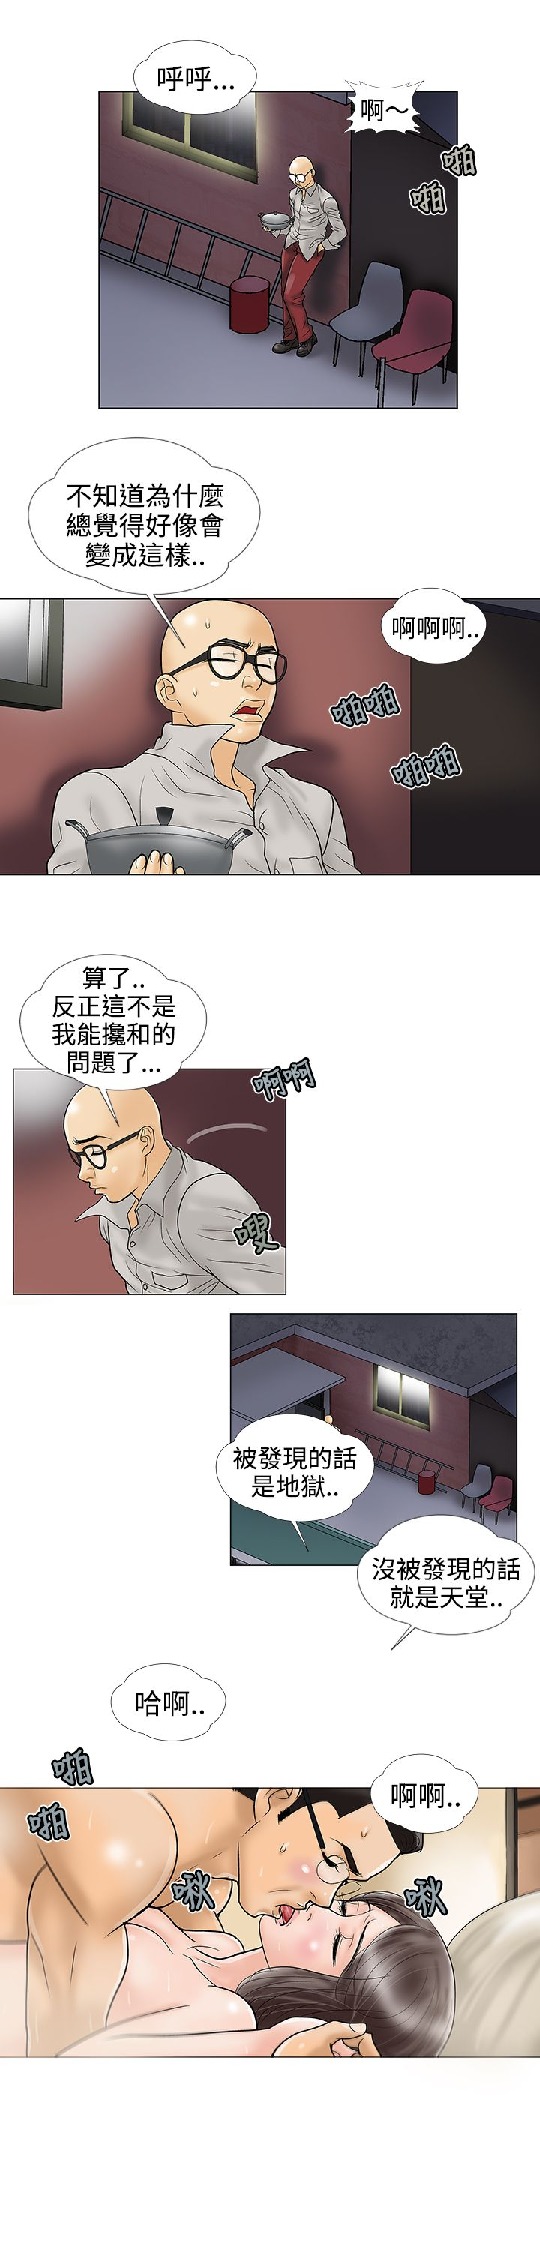 呼呼...
啊～
啪
啪
不知道為什麼
總覺得好像會
變成這樣..
啊啊啊..
啪啪
啪啪
算了..
反正這不是
我能攙和的
問題了...
啊啊
嗖
被發現的話
是地獄..
沒被發現的話
就是天堂..
哈啊..
啪
啊啊..
啪
啾
啾